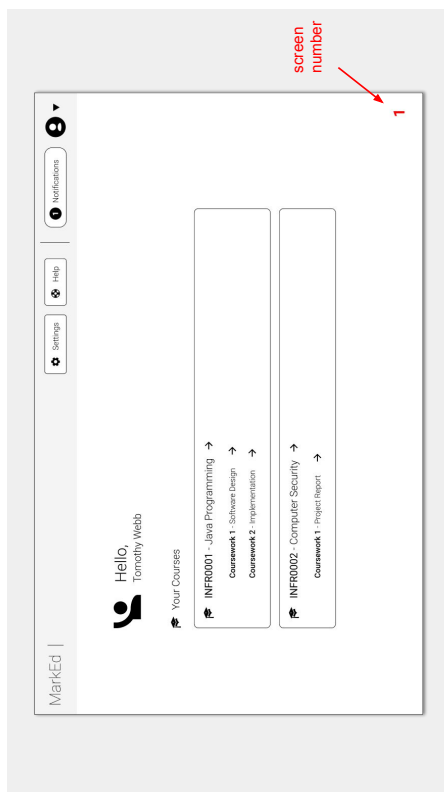 MarkEd |
Settings
Help
1 Notifications
Hello,
Tomothy Webb
Your Courses
INFR0001 - Java Programming →
Coursework 1 - Software Design →
Coursework 2 - Implementation →
INFR0002 - Computer Security →
Coursework 1 - Project Report →
screen
number
1